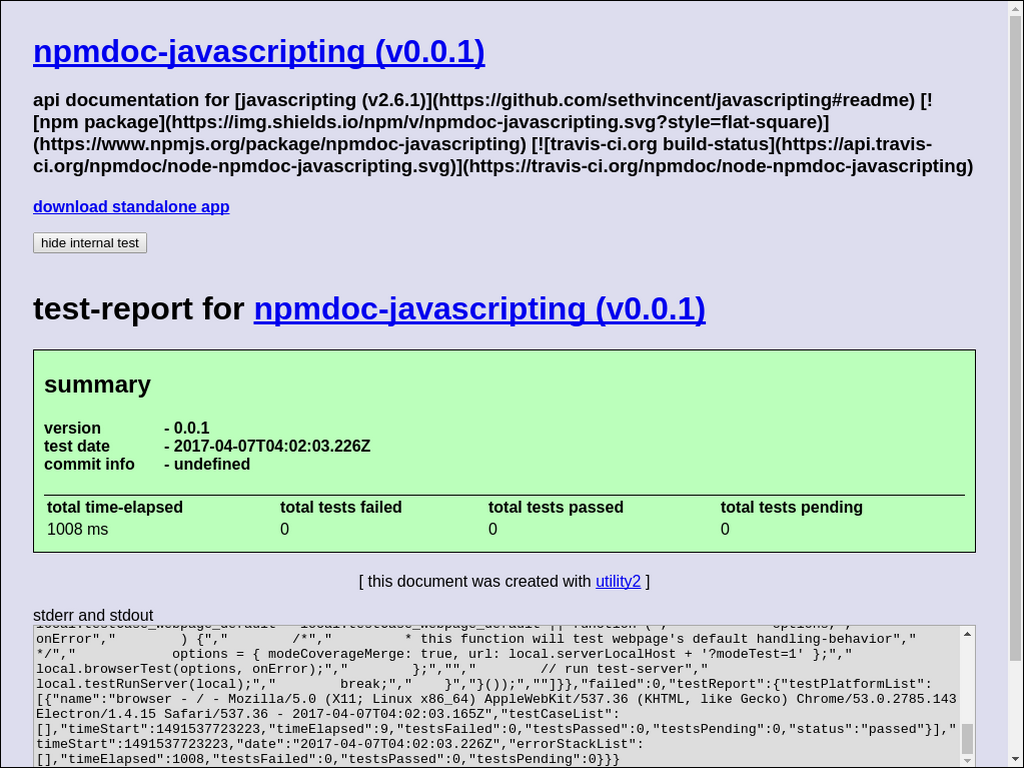 npmdoc-javascripting (v0.0.1)
api documentation for [javascripting (v2.6.1)](https://github.com/sethvincent/javascripting#readme) [!
[npm package](https://img.shields.io/npm/v/npmdoc-javascripting.svg?style=flat-square)]
(https://www.npmjs.org/package/npmdoc-javascripting) [![travis-ci.org build-status](https://api.travis-
ci.org/npmdoc/node-npmdoc-javascripting.svg)](https://travis-ci.org/npmdoc/node-npmdoc-javascripting)
download standalone app
hide internal test
test-report for npmdoc-javascripting (v0.0.1)
summary
version - 0.0.1
test date - 2017-04-07T04:02:03.226Z
commit info - undefined
total time-elapsed total tests failed total tests passed total tests pending
1008 ms 0 0 0
[ this document was created with utility2 ]
stderr and stdout
local.testCase_webpage_default = local.testCase_webpage_default || function (","            options,"
onError","        ) {","        /*","         * this function will test webpage's default handling-behavior","
*/","            options = { modeCoverageMerge: true, url: local.serverLocalHost + '?modeTest=1' };","
local.browserTest(options, onError);","        };","","        // run test-server","
local.testRunServer(local);","        break;","    }","}());",""]}},"failed":0,"testReport":{"testPlatformList":
[{"name":"browser - / - Mozilla/5.0 (X11; Linux x86_64) AppleWebKit/537.36 (KHTML, like Gecko) Chrome/53.0.2785.143
Electron/1.4.15 Safari/537.36 - 2017-04-07T04:02:03.165Z","testCaseList":
[],"timeStart":1491537723223,"timeElapsed":9,"testsFailed":0,"testsPassed":0,"testsPending":0,"status":"passed"}],"
timeStart":1491537723223,"date":"2017-04-07T04:02:03.226Z","errorStackList":
[],"timeElapsed":1008,"testsFailed":0,"testsPassed":0,"testsPending":0}}}